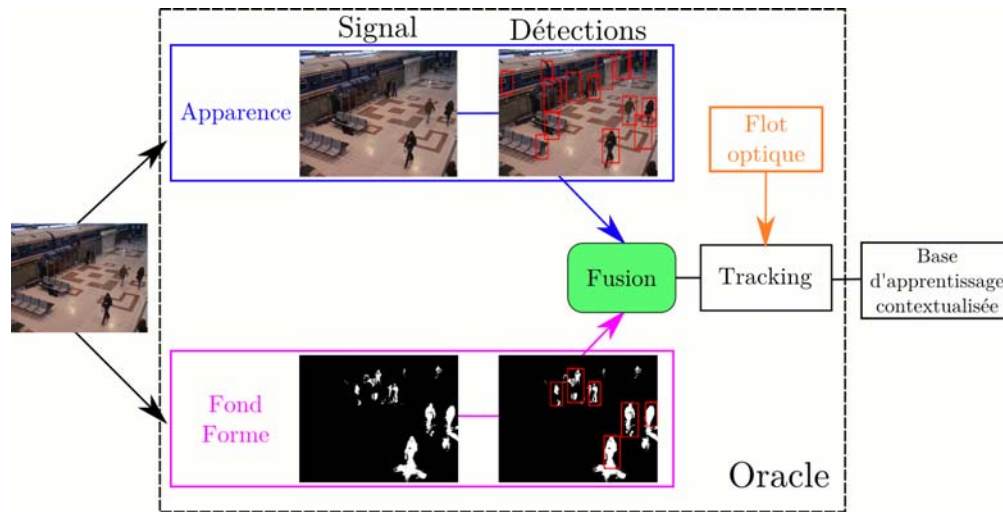 Signal
Détections
Apparence
Flot
optique
Fusion
Tracking
Base
d'apprentissage
contextualisée
Fond
Forme
Oracle